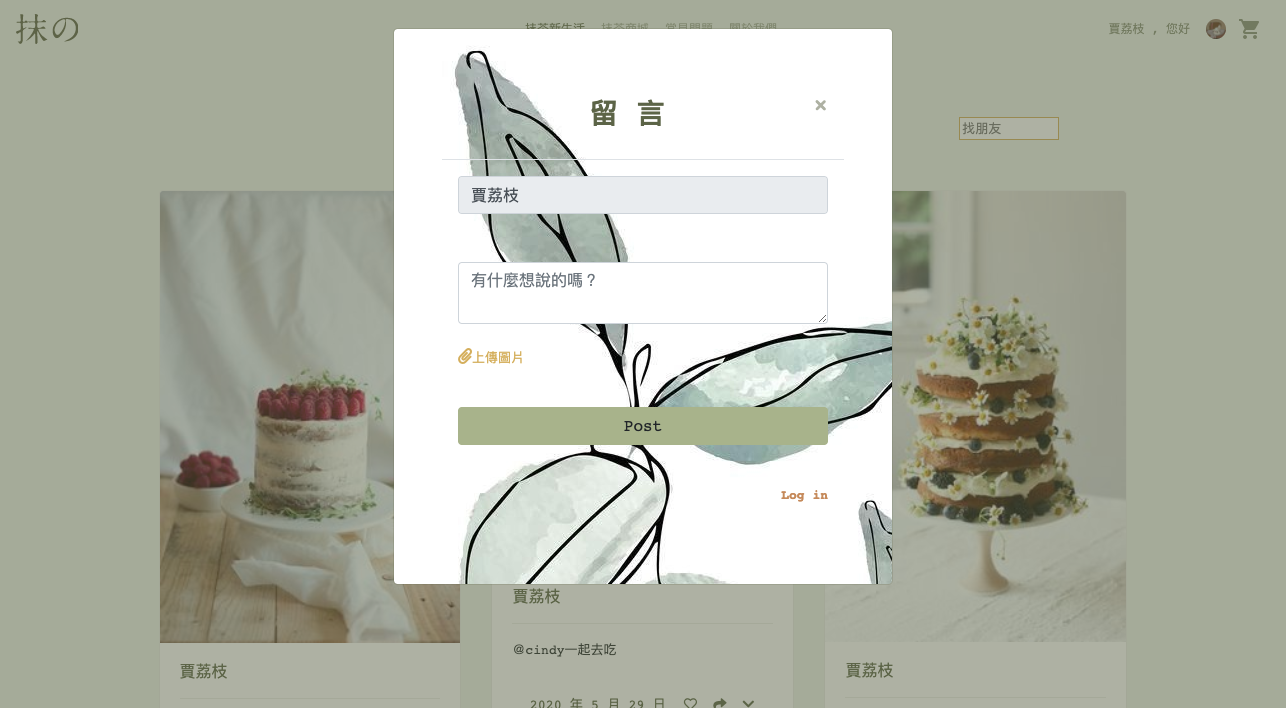 抹の
抹茶新生活 抹茶商城 常見問題 關於我們
賈荔枝 , 您好
留 言
×
找朋友
賈荔枝
有什麼想說的嗎？
上傳圖片
Post
Log in
賈荔枝
@cindy一起去吃
2020 年 5 月 29 日
賈荔枝
賈荔枝